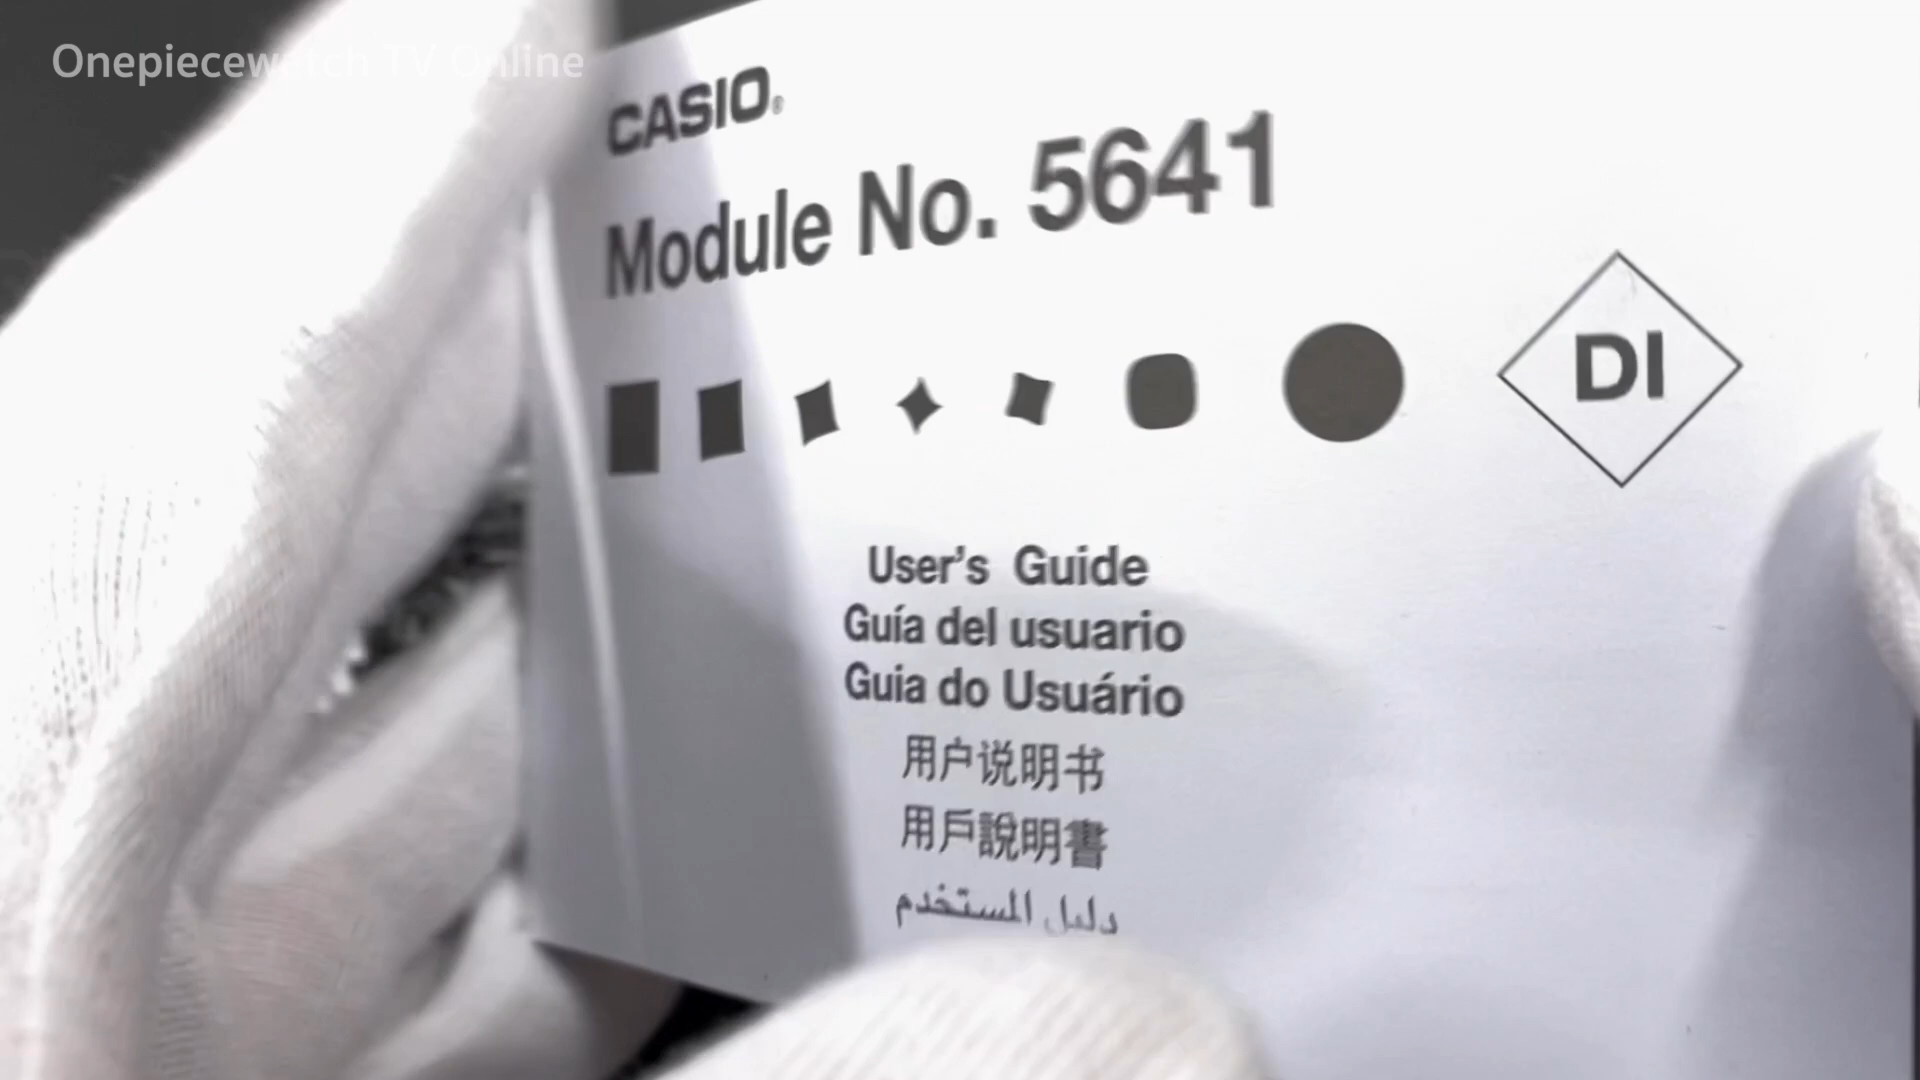 Onepiecewatch TV Online
CASIO®
Module No. 5641
DI
User's Guide
Guía del usuario
Guia do Usuário
用户说明书
用戶說明書
دليل المستخدم